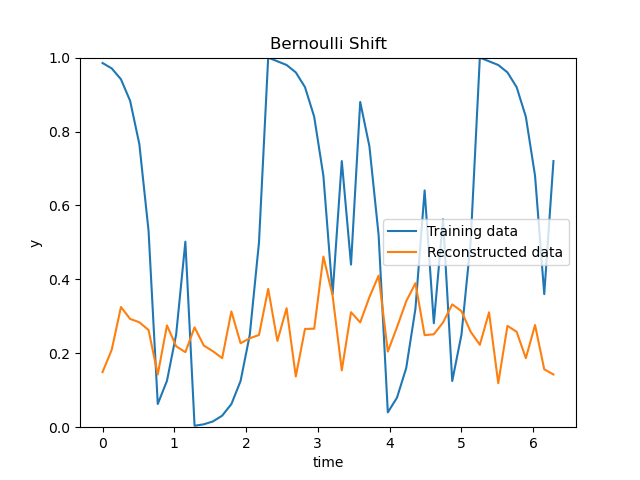 Bernoulli Shift
1.0
0.8
0.6
0.4
0.2
0.0
y
Training data
Reconstructed data
0 1 2 3 4 5 6
time